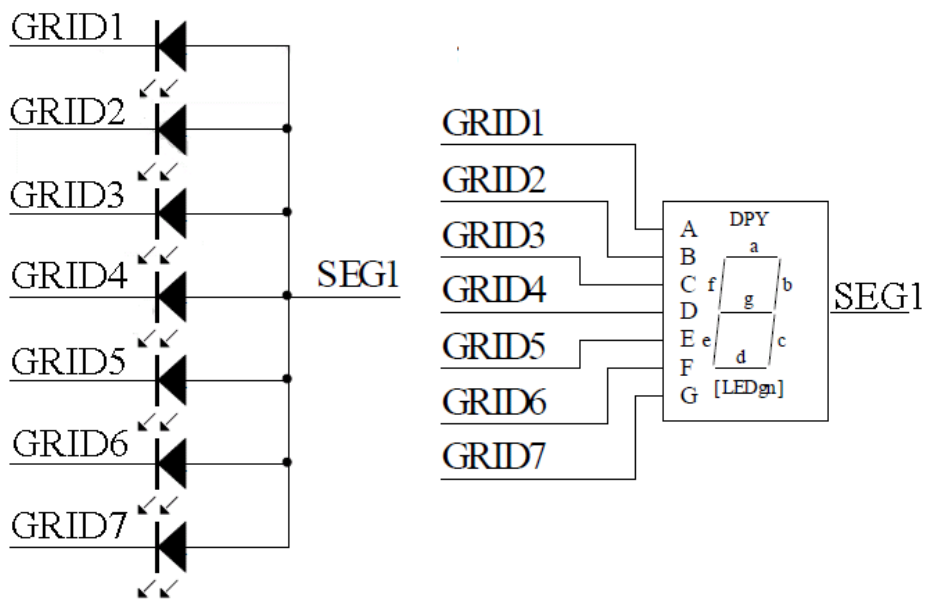 GRID1
GRID2
GRID3
GRID4
GRID5
GRID6
GRID7
SEG1
GRID1
GRID2
GRID3
GRID4
GRID5
GRID6
GRID7
A
B
C
D
E
F
G
DPY
a
f
b
g
e
c
d
[LEDgn]
SEG1